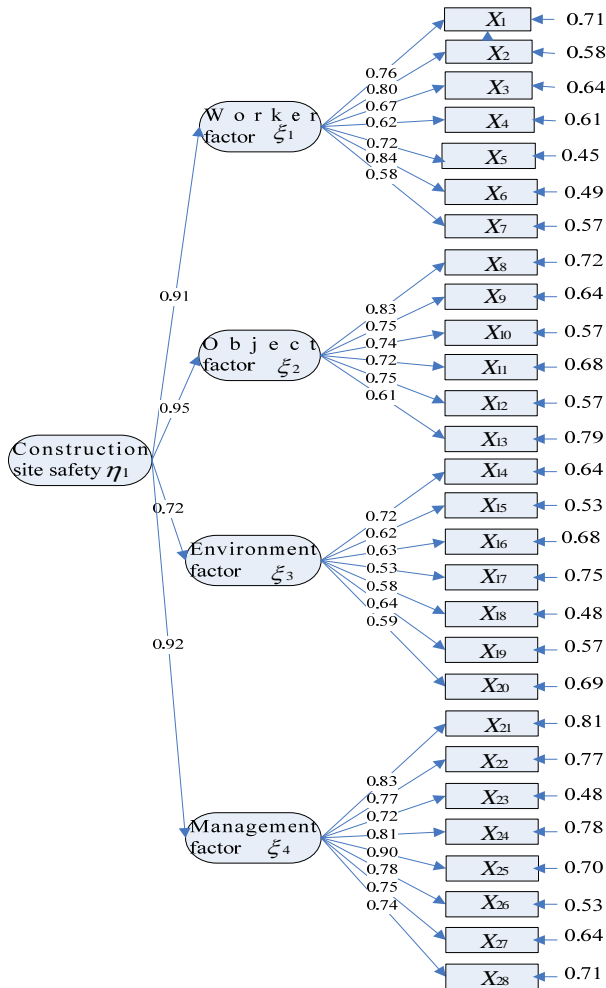 X1 0.71
X2 0.58
0.76
0.80
X3 0.64
0.67
Worker
factor ξ1
0.62
X4 0.61
0.72
X5 0.45
0.84
0.58
X6 0.49
X7 0.57
X8 0.72
0.91
X9 0.64
0.83
0.75
X10 0.57
Object
factor ξ2
0.74
0.72
X11 0.68
0.75
X12 0.57
0.61
0.95
X13 0.79
Construction
site safety η1
X14 0.64
0.72
X15 0.53
0.72
0.62
X16 0.68
Environment
factor ξ3
0.63
0.53
X17 0.75
0.58
0.64
X18 0.48
0.59
X19 0.57
0.92
X20 0.69
X21 0.81
X22 0.77
0.83
0.77
X23 0.48
0.72
Management
factor ξ4
0.81
X24 0.78
0.90
X25 0.70
0.78
0.75
X26 0.53
0.74
X27 0.64
X28 0.71